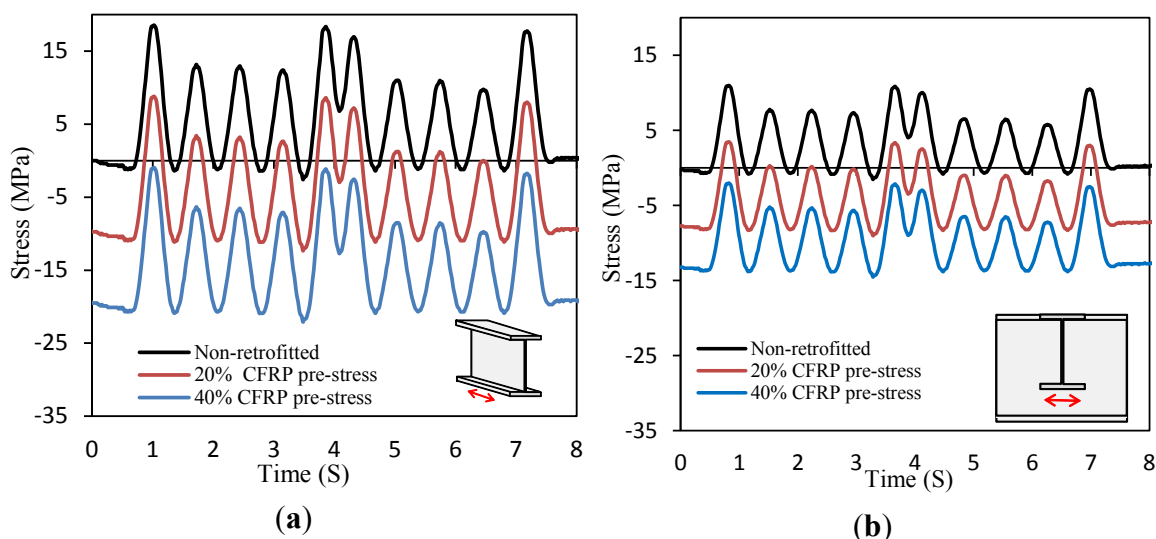 15
5
-5
-15
-25
-35
Stress (MPa)
Non-retrofitted
20% CFRP pre-stress
40% CFRP pre-stress
0 1 2 3 4 5 6 7 8
Time (S)
(a)
15
5
-5
-15
-25
-35
Stress (MPa)
Non-retrofitted
20% CFRP pre-stress
40% CFRP pre-stress
0 1 2 3 4 5 6 7 8
Time (S)
(b)